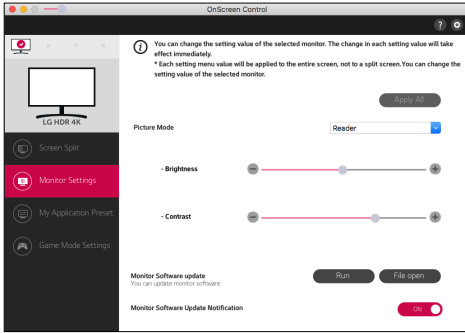 OnScreen Control
?
i
You can change the setting value of the selected monitor. The change in each setting value will take
effect immediately.
* Each setting menu value will be applied to the entire screen, not to a split screen.You can change the
setting value of the selected monitor.
Apply All
LG HDR 4K
Picture Mode
Reader
Screen Split
- Brightness
Monitor Settings
My Application Preset
- Contrast
Game Mode Settings
Monitor Software update
You can update monitor software
Run
File open
Monitor Software Update Notification
ON